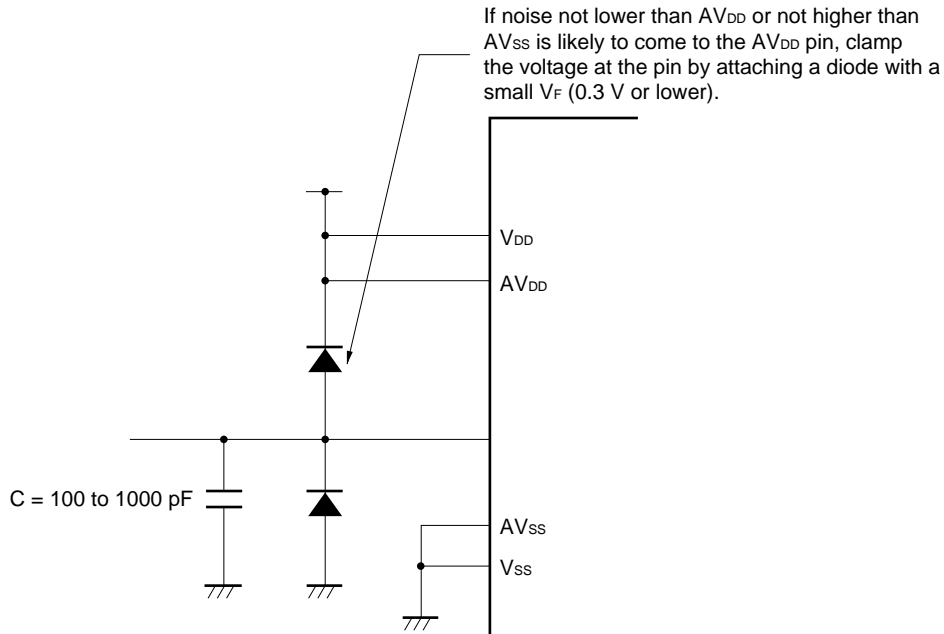 If noise not lower than AVDD or not higher than
AVSS is likely to come to the AVDD pin, clamp
the voltage at the pin by attaching a diode with a
small VF (0.3 V or lower).
VDD
AVDD
C = 100 to 1000 pF
AVSS
VSS